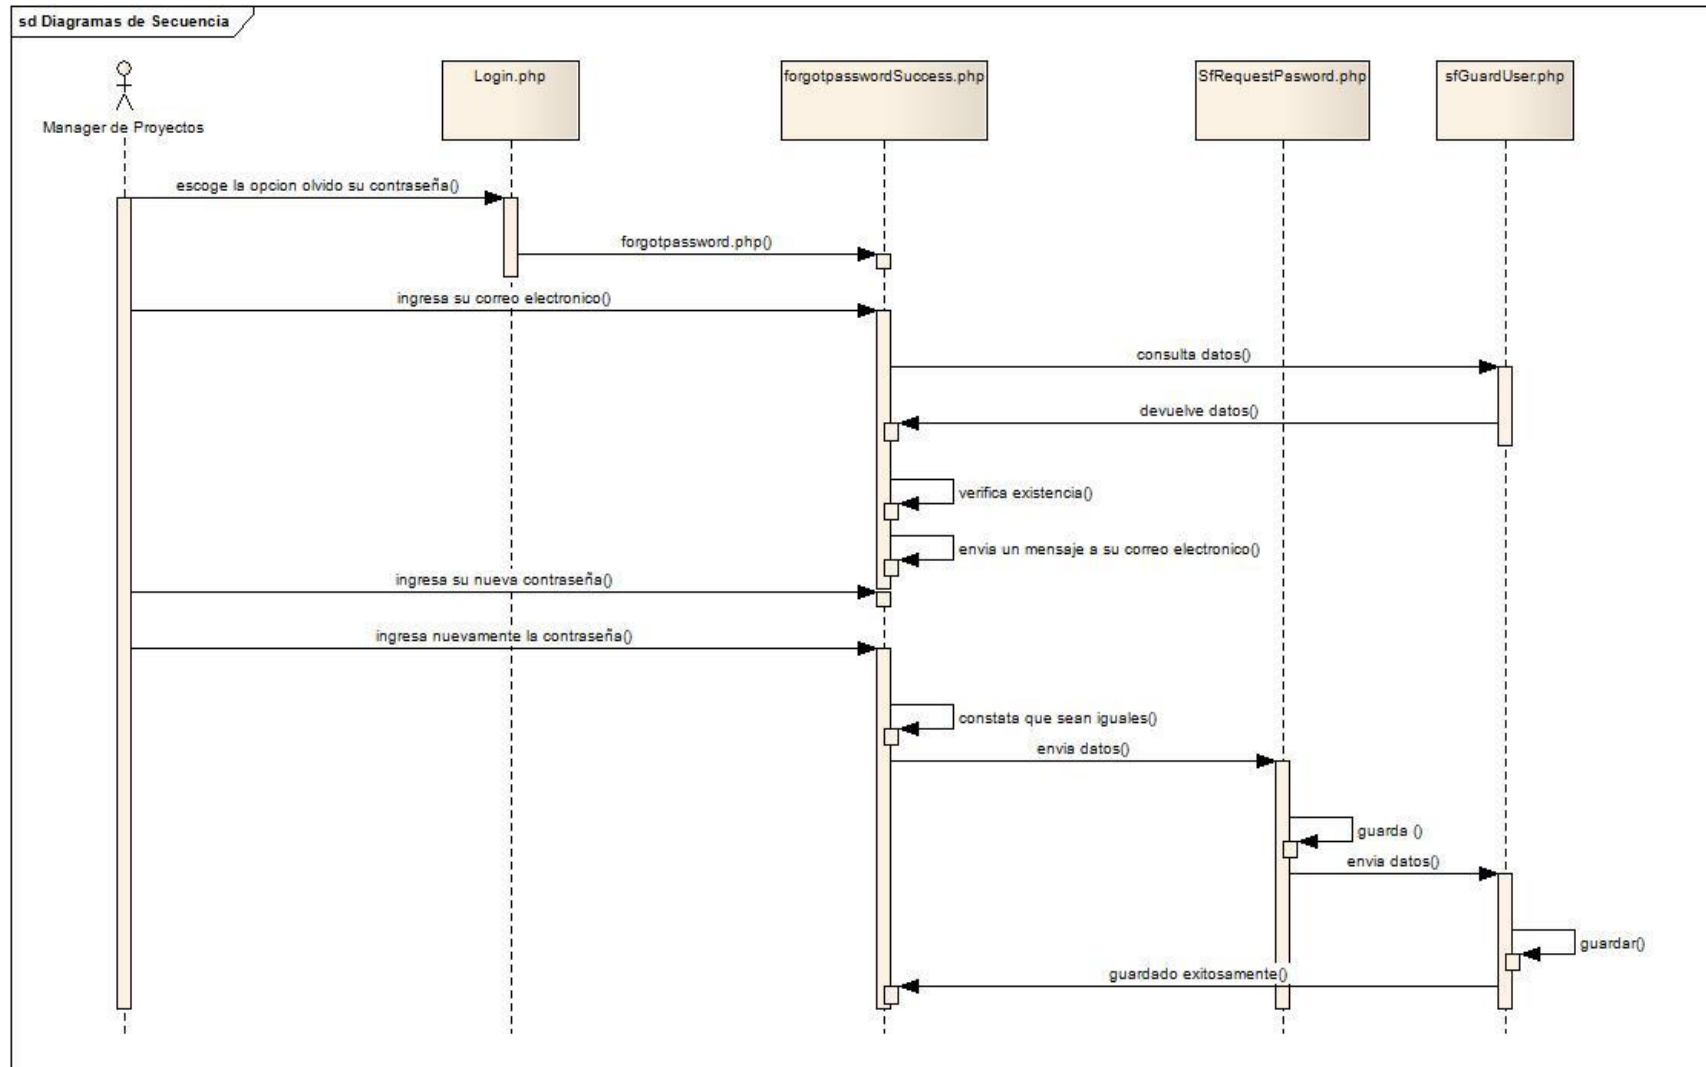 sd Diagramas de Secuencia
Login.php
forgotpasswordSuccess.php
SfRequestPasword.php
sfGuardUser.php
Manager de Proyectos
escoge la opcion olvido su contraseña()
forgotpassword.php()
ingresa su correo electronico()
consulta datos()
devuelve datos()
verifica existencia()
envia un mensaje a su correo electronico()
ingresa su nueva contraseña()
ingresa nuevamente la contraseña()
constata que sean iguales()
envia datos()
guarda ()
envia datos()
guardar()
guardado exitosamente()